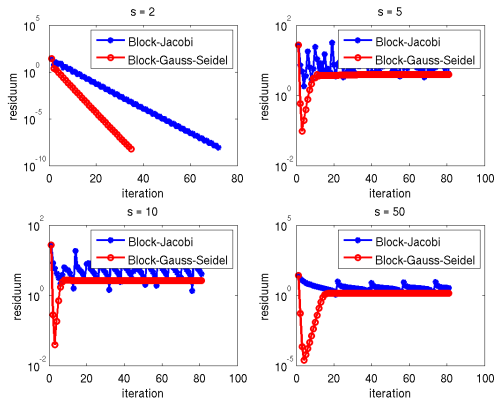 s = 2
10^5
10^0
10^-5
10^-10
residuum
0 20 40 60 80
iteration
Block-Jacobi
Block-Gauss-Seidel
s = 5
10^2
10^0
10^-2
residuum
0 20 40 60 80 100
iteration
Block-Jacobi
Block-Gauss-Seidel
s = 10
10^2
10^0
10^-2
residuum
0 20 40 60 80 100
iteration
Block-Jacobi
Block-Gauss-Seidel
s = 50
10^5
10^0
10^-5
residuum
0 20 40 60 80 100
iteration
Block-Jacobi
Block-Gauss-Seidel